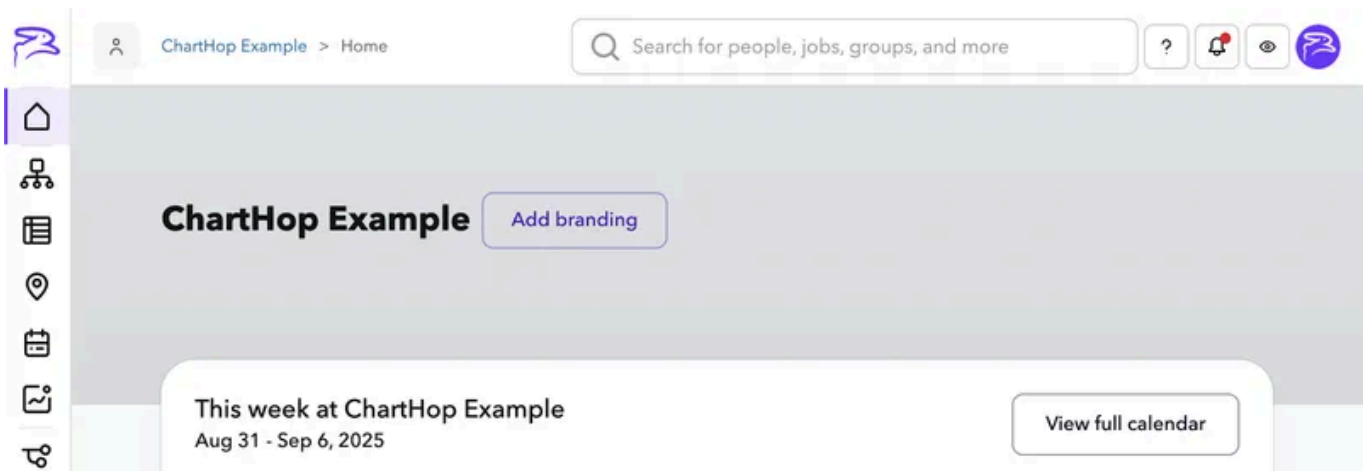 ChartHop Example > Home
Search for people, jobs, groups, and more
?
ChartHop Example
Add branding
This week at ChartHop Example
Aug 31 - Sep 6, 2025
View full calendar